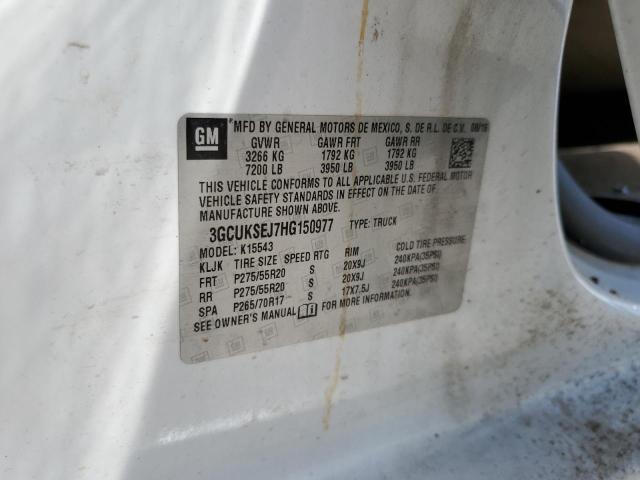 GM
MFD BY GENERAL MOTORS DE MEXICO, S. DE R.L. DE C.V. 08/16
GVWR GAWR FRT GAWR RR
3266 KG 1792 KG 1792 KG
7200 LB 3950 LB 3950 LB
THIS VEHICLE CONFORMS TO ALL APPLICABLE U.S. FEDERAL MOTOR
VEHICLE SAFETY STANDARDS IN EFFECT ON THE DATE OF
MANUFACTURE SHOWN ABOVE.
3GCUKSEJ7HG150977 TYPE: TRUCK
MODEL: K15543
KLJK TIRE SIZE SPEED RTG RIM COLD TIRE PRESSURE
FRT P275/55R20 S 20X9J 240KPA(35PSI)
RR P275/55R20 S 20X9J 240KPA(35PSI)
SPA P265/70R17 S 17X7.5J 240KPA(35PSI)
SEE OWNER'S MANUAL FOR MORE INFORMATION.